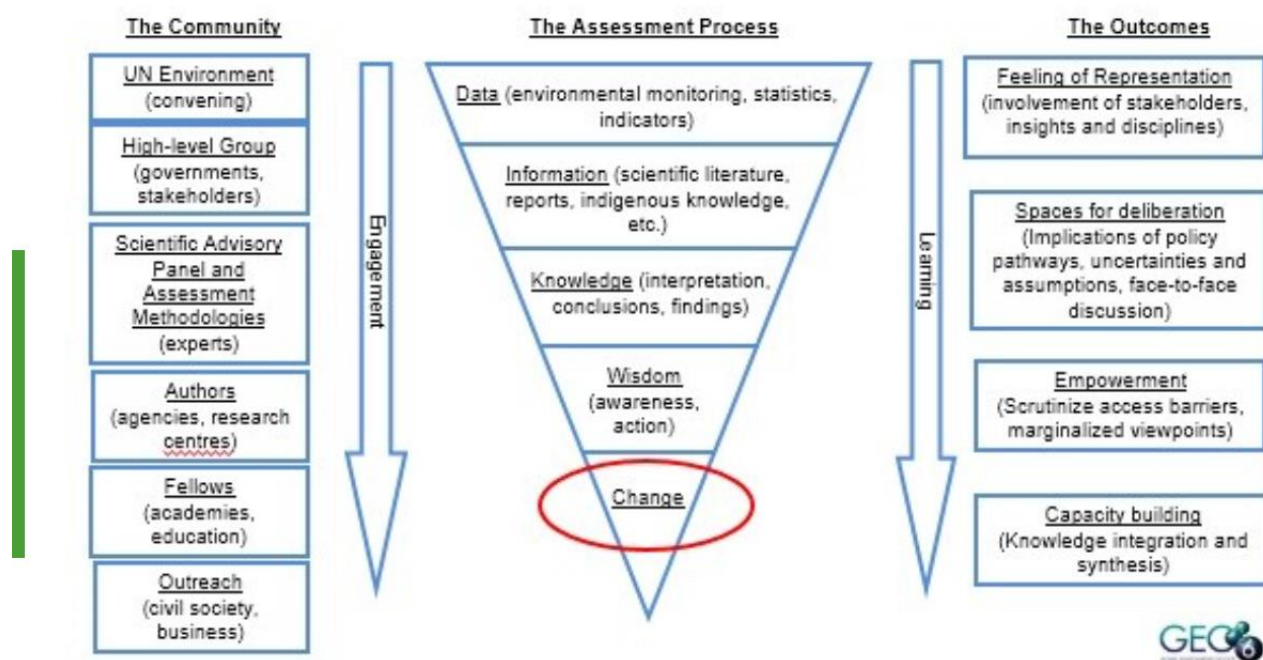 The Community
UN Environment
(convening)
High-level Group
(governments,
stakeholders)
Scientific Advisory
Panel and
Assessment
Methodologies
(experts)
Authors
(agencies, research
centres)
Fellows
(academies,
education)
Outreach
(civil society,
business)
Engagement
The Assessment Process
Data (environmental monitoring, statistics,
indicators)
Information (scientific literature,
reports, indigenous knowledge,
etc.)
Knowledge (interpretation,
conclusions, findings)
Wisdom
(awareness,
action)
Change
Learning
The Outcomes
Feeling of Representation
(involvement of stakeholders,
insights and disciplines)
Spaces for deliberation
(Implications of policy
pathways, uncertainties and
assumptions, face-to-face
discussion)
Empowerment
(Scrutinize access barriers,
marginalized viewpoints)
Capacity building
(Knowledge integration and
synthesis)
GEO6